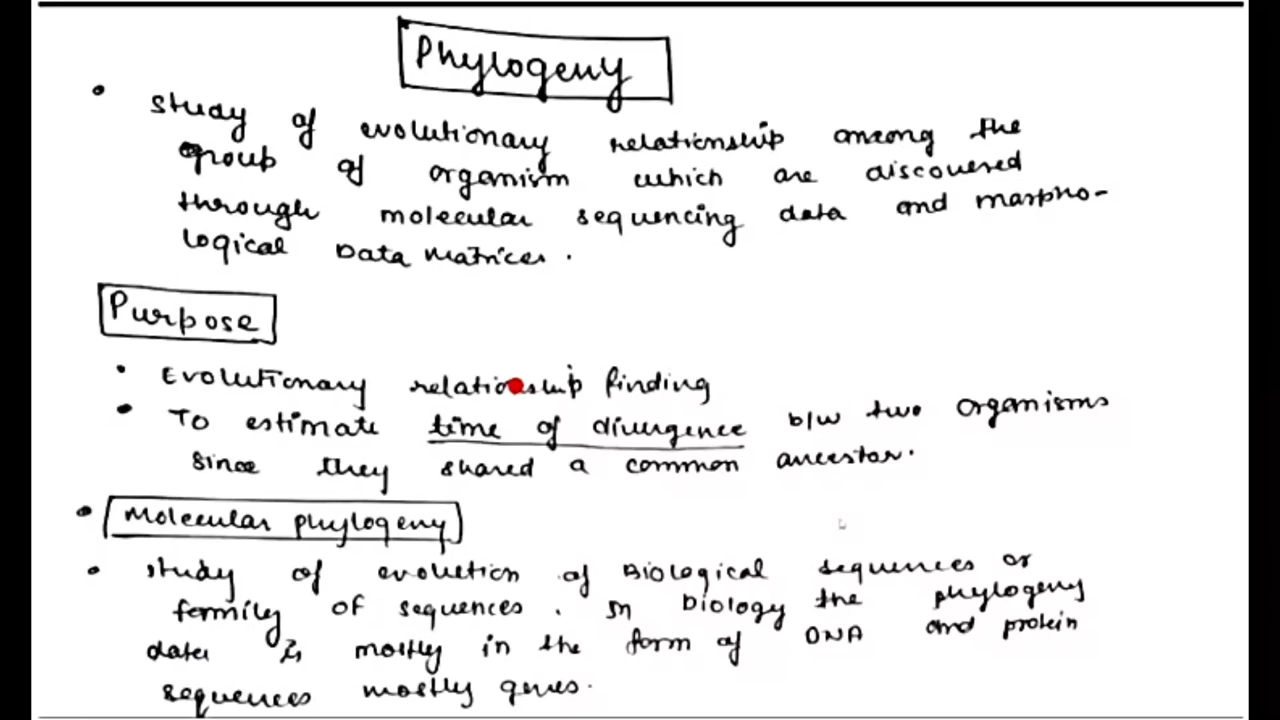 Phylogeny
• Study of evolutionary relationship among the
group of organism which are discovered
through molecular sequencing data and morpho-
logical Data matrices.
Purpose
• Evolutionary relationship finding
• To estimate time of divergence b/w two organisms
since they shared a common ancestor.
• Molecular phylogeny
• study of evolution of Biological sequences or
family of sequences. In biology the phylogeny
data is mostly in the form of DNA and protein
sequences mostly genes.